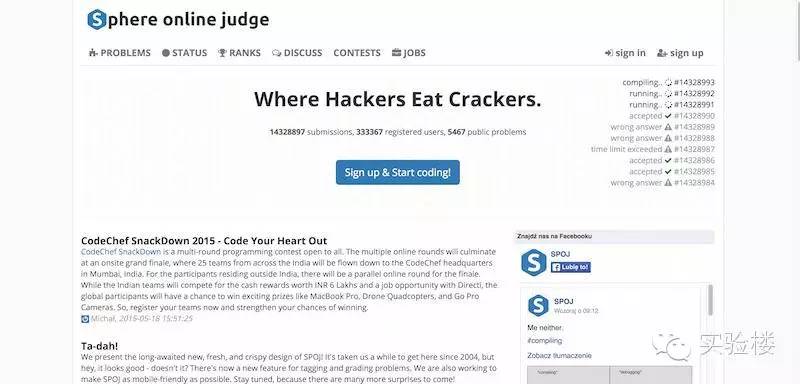 Sphere online judge
PROBLEMS STATUS RANKS DISCUSS CONTESTS JOBS sign in sign up
compiling.. #14328993
running.. #14328992
running.. #14328991
accepted #14328990
wrong answer #14328989
wrong answer #14328988
time limit exceeded #14328987
accepted #14328986
accepted #14328985
wrong answer #14328984
Where Hackers Eat Crackers.
14328897 submissions, 333367 registered users, 5467 public problems
Sign up & Start coding!
CodeChef SnackDown 2015 - Code Your Heart Out
CodeChef SnackDown is a multi-round programming contest open to all. The multiple online rounds will culminate
at an onsite grand finale, where 25 teams from across the India will be flown down to the CodeChef headquarters
in Mumbai, India. For the participants residing outside India, there will be a parallel online round for the finale.
While the Indian teams will compete for the cash rewards worth INR 6 Lakhs and a job opportunity with Directi, the
global participants will have a chance to win exciting prizes like MacBook Pro, Drone Quadcopters, and Go Pro
Cameras. So, register your teams now and strengthen your chances of winning.
Michał, 2015-05-18 15:51:25
Ta-dah!
We present the long-awaited new, fresh, and crispy design of SPOJ! It's taken us a while to get here since 2004, but
hey, it looks good - doesn't it? There's now a new feature for tagging and grading problems. We are also working
to make SPOJ as mobile-friendly as possible. Stay tuned, because there are many more surprises to come!
Znajdź nas na Facebooku
SPOJ
Lubię to!
SPOJ
Wczoraj o 09:12
Me neither.
#compiling
Zobacz tłumaczenie
"compiling"
"debugging"
实验楼